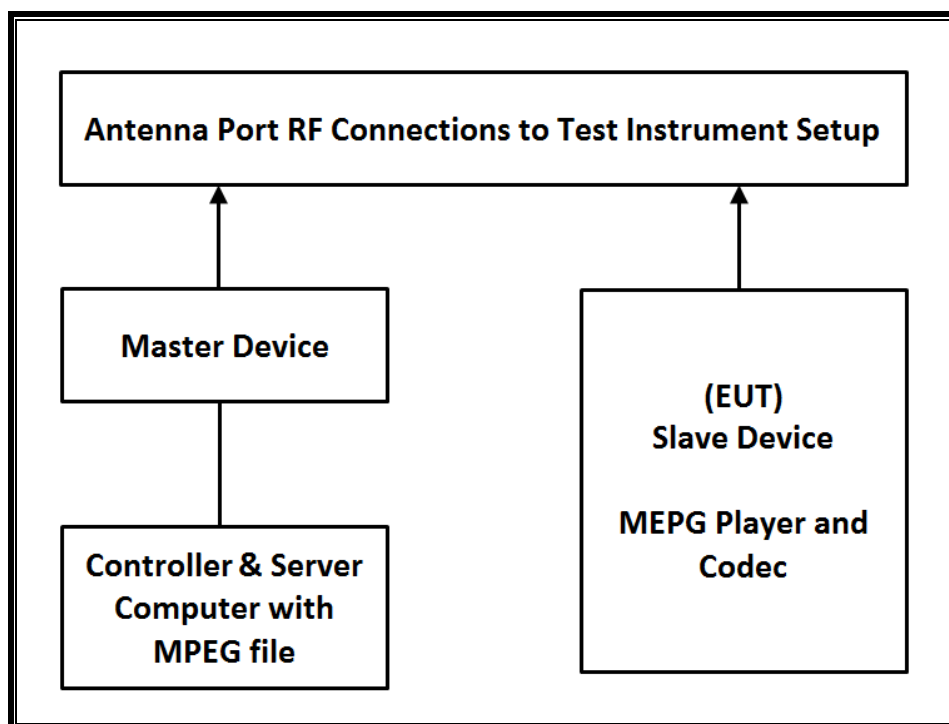 Antenna Port RF Connections to Test Instrument Setup
Master Device
(EUT)
Slave Device
MEPG Player and
Codec
Controller & Server
Computer with
MPEG file